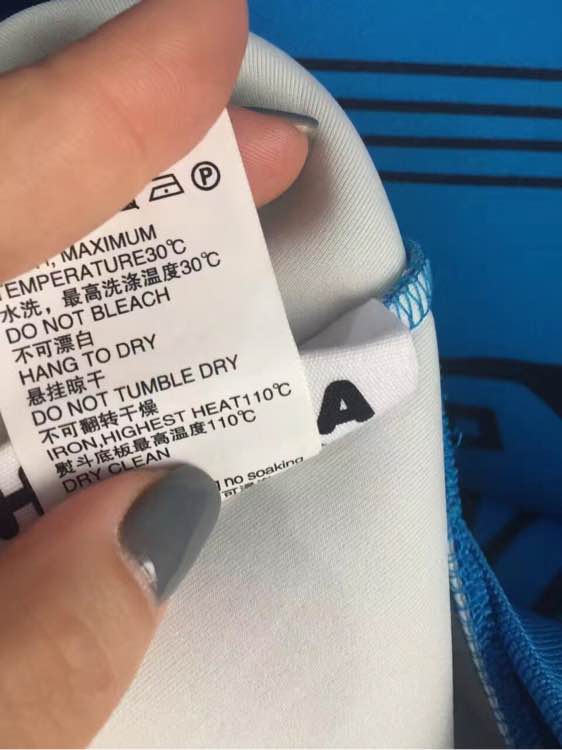 P
, MAXIMUM
TEMPERATURE30℃
水洗，最高洗涤温度30℃
DO NOT BLEACH
不可漂白
HANG TO DRY
悬挂晾干
DO NOT TUMBLE DRY
不可翻转干燥
IRON,HIGHEST HEAT110℃
熨斗底板最高温度110℃
DRY CLEAN
no soaking
H
A